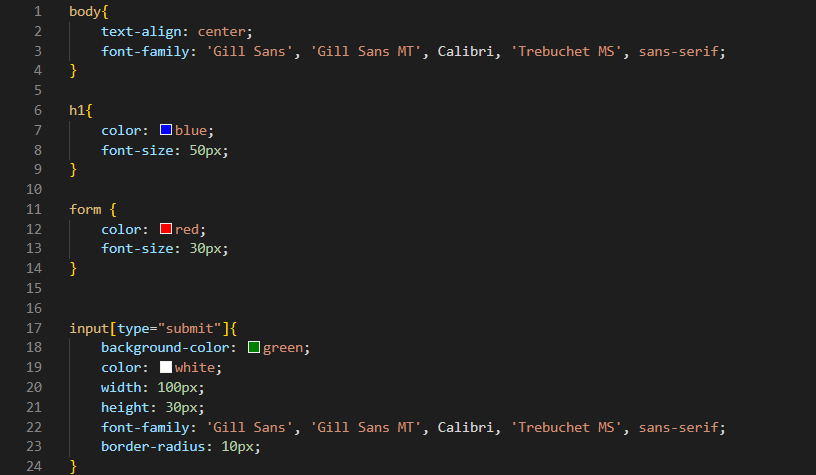 1 body{
2     text-align: center;
3     font-family: 'Gill Sans', 'Gill Sans MT', Calibri, 'Trebuchet MS', sans-serif;
4 }
5
6 h1{
7     color: blue;
8     font-size: 50px;
9 }
10
11 form {
12     color: red;
13     font-size: 30px;
14 }
15
16
17 input[type="submit"]{
18     background-color: green;
19     color: white;
20     width: 100px;
21     height: 30px;
22     font-family: 'Gill Sans', 'Gill Sans MT', Calibri, 'Trebuchet MS', sans-serif;
23     border-radius: 10px;
24 }